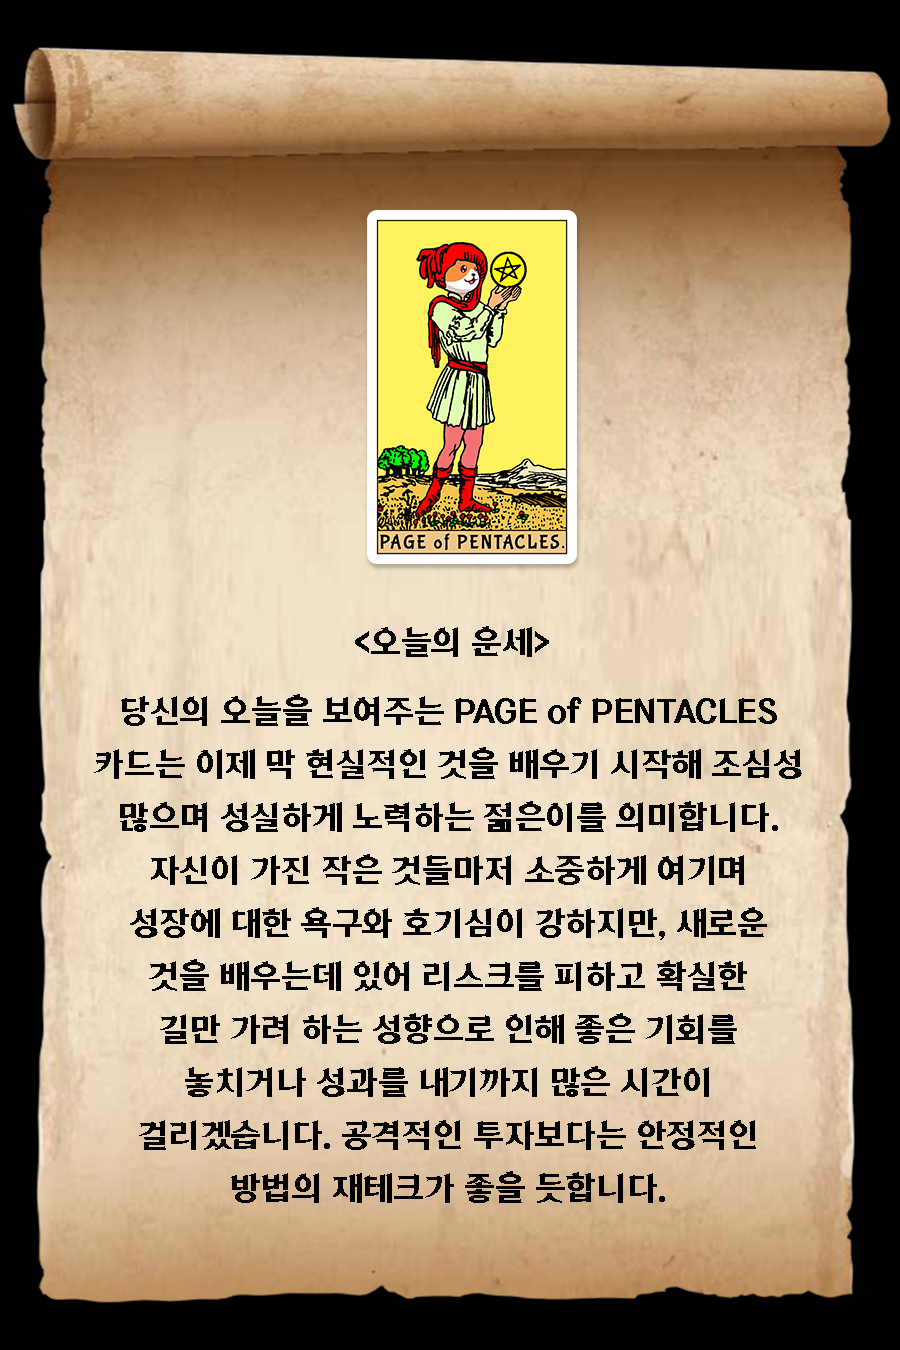 PAGE of PENTACLES.
<오늘의 운세>
당신의 오늘을 보여주는 PAGE of PENTACLES
카드는 이제 막 현실적인 것을 배우기 시작해 조심성
많으며 성실하게 노력하는 젊은이를 의미합니다.
자신이 가진 작은 것들마저 소중하게 여기며
성장에 대한 욕구와 호기심이 강하지만, 새로운
것을 배우는데 있어 리스크를 피하고 확실한
길만 가려 하는 성향으로 인해 좋은 기회를
놓치거나 성과를 내기까지 많은 시간이
걸리겠습니다. 공격적인 투자보다는 안정적인
방법의 재테크가 좋을 듯합니다.